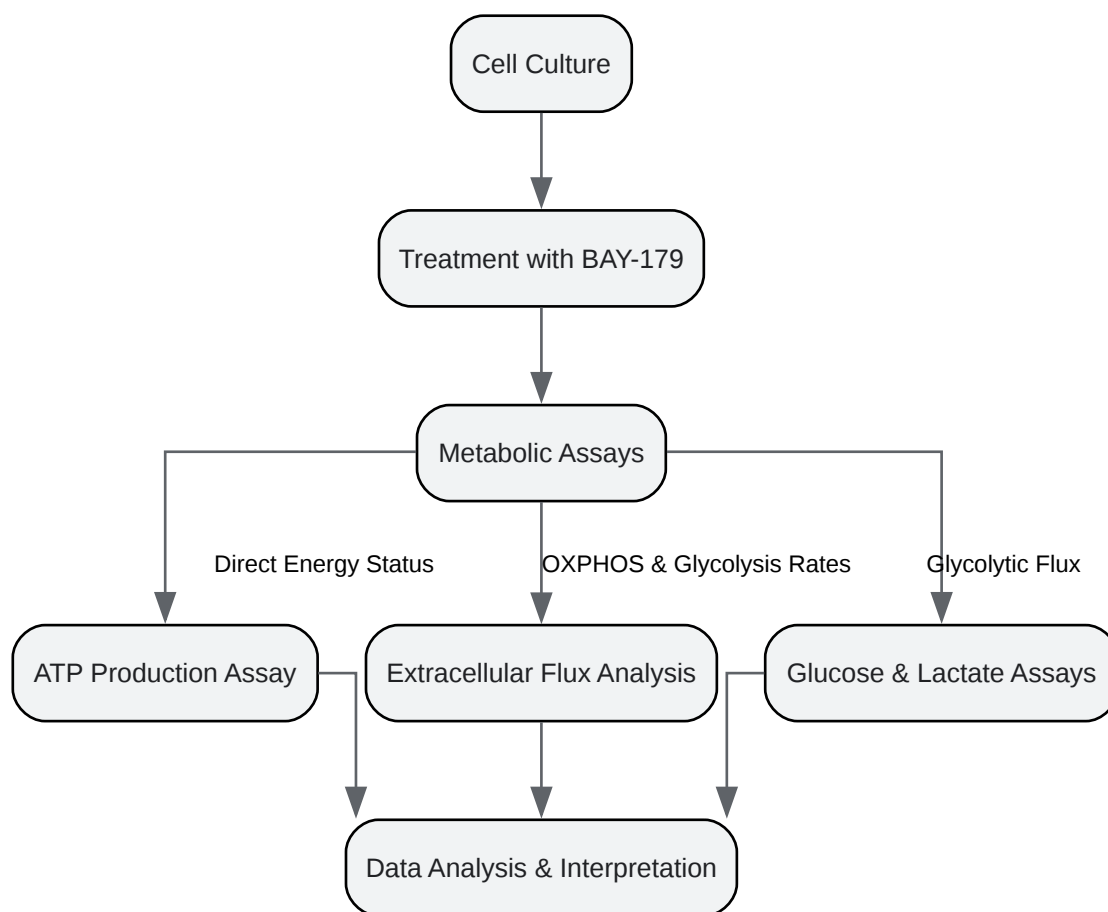 Cell Culture
Treatment with BAY-179
Metabolic Assays
Direct Energy Status
OXPHOS & Glycolysis Rates
Glycolytic Flux
ATP Production Assay
Extracellular Flux Analysis
Glucose & Lactate Assays
Data Analysis & Interpretation